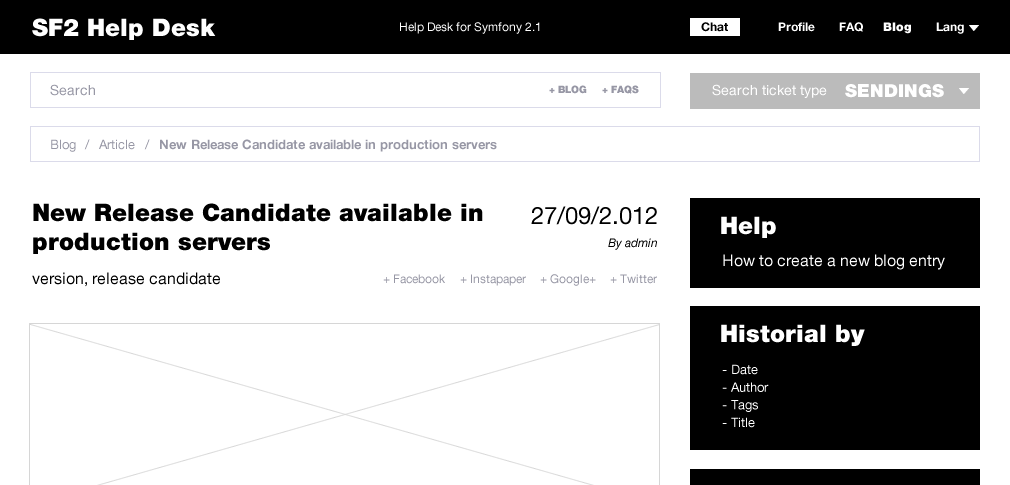 SF2 Help Desk
Help Desk for Symfony 2.1
Chat
Profile
FAQ
Blog
Lang
Search
+ BLOG
+ FAQS
Search ticket type
SENDINGS
Blog / Article / New Release Candidate available in production servers
New Release Candidate available in
production servers
27/09/2.012
By admin
version, release candidate
+ Facebook
+ Instapaper
+ Google+
+ Twitter
Help
How to create a new blog entry
Historial by
- Date
- Author
- Tags
- Title